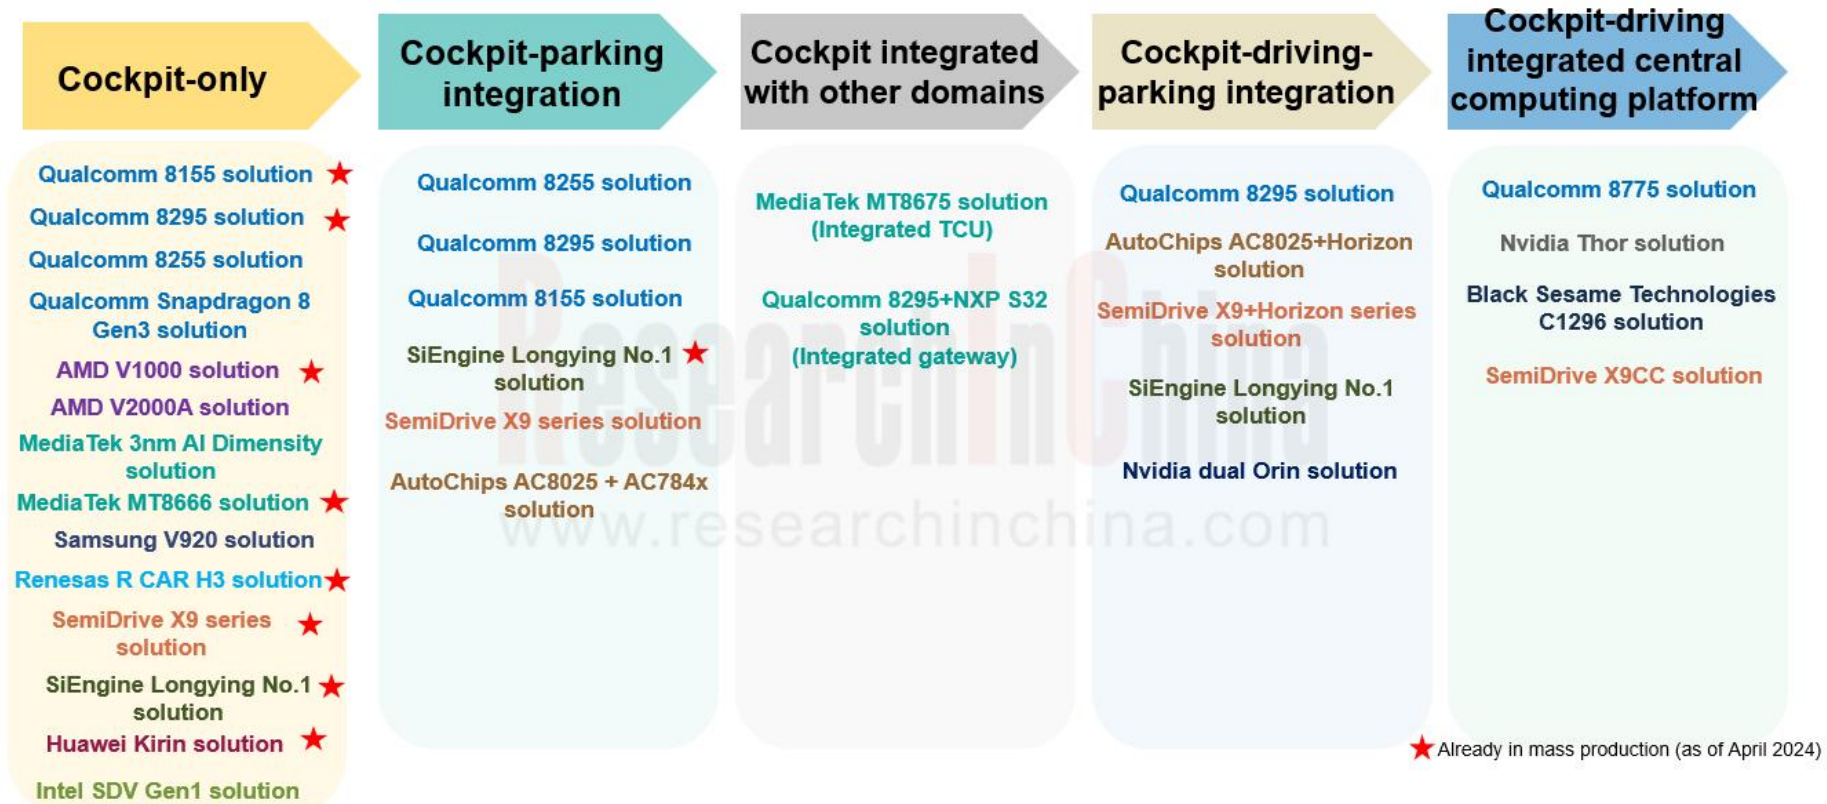 Cockpit-only
Qualcomm 8155 solution
Qualcomm 8295 solution
Qualcomm 8255 solution
Qualcomm Snapdragon 8
Gen3 solution
AMD V1000 solution
AMD V2000A solution
MediaTek 3nm AI Dimensity
solution
MediaTek MT8666 solution
Samsung V920 solution
Renesas R CAR H3 solution
SemiDrive X9 series
solution
SiEngine Longying No.1
solution
Huawei Kirin solution
Intel SDV Gen1 solution
Cockpit-parking
integration
Qualcomm 8255 solution
Qualcomm 8295 solution
Qualcomm 8155 solution
SiEngine Longying No.1
solution
SemiDrive X9 series solution
AutoChips AC8025 + AC784x
solution
Cockpit integrated
with other domains
MediaTek MT8675 solution
(Integrated TCU)
Qualcomm 8295+NXP S32
solution
(Integrated gateway)
Cockpit-driving-
parking integration
Qualcomm 8295 solution
AutoChips AC8025+Horizon
solution
SemiDrive X9+Horizon series
solution
SiEngine Longying No.1
solution
Nvidia dual Orin solution
Cockpit-driving
integrated central
computing platform
Qualcomm 8775 solution
Nvidia Thor solution
Black Sesame Technologies
C1296 solution
SemiDrive X9CC solution
Already in mass production (as of April 2024)
ResearchInChina
www.researchinchina.com